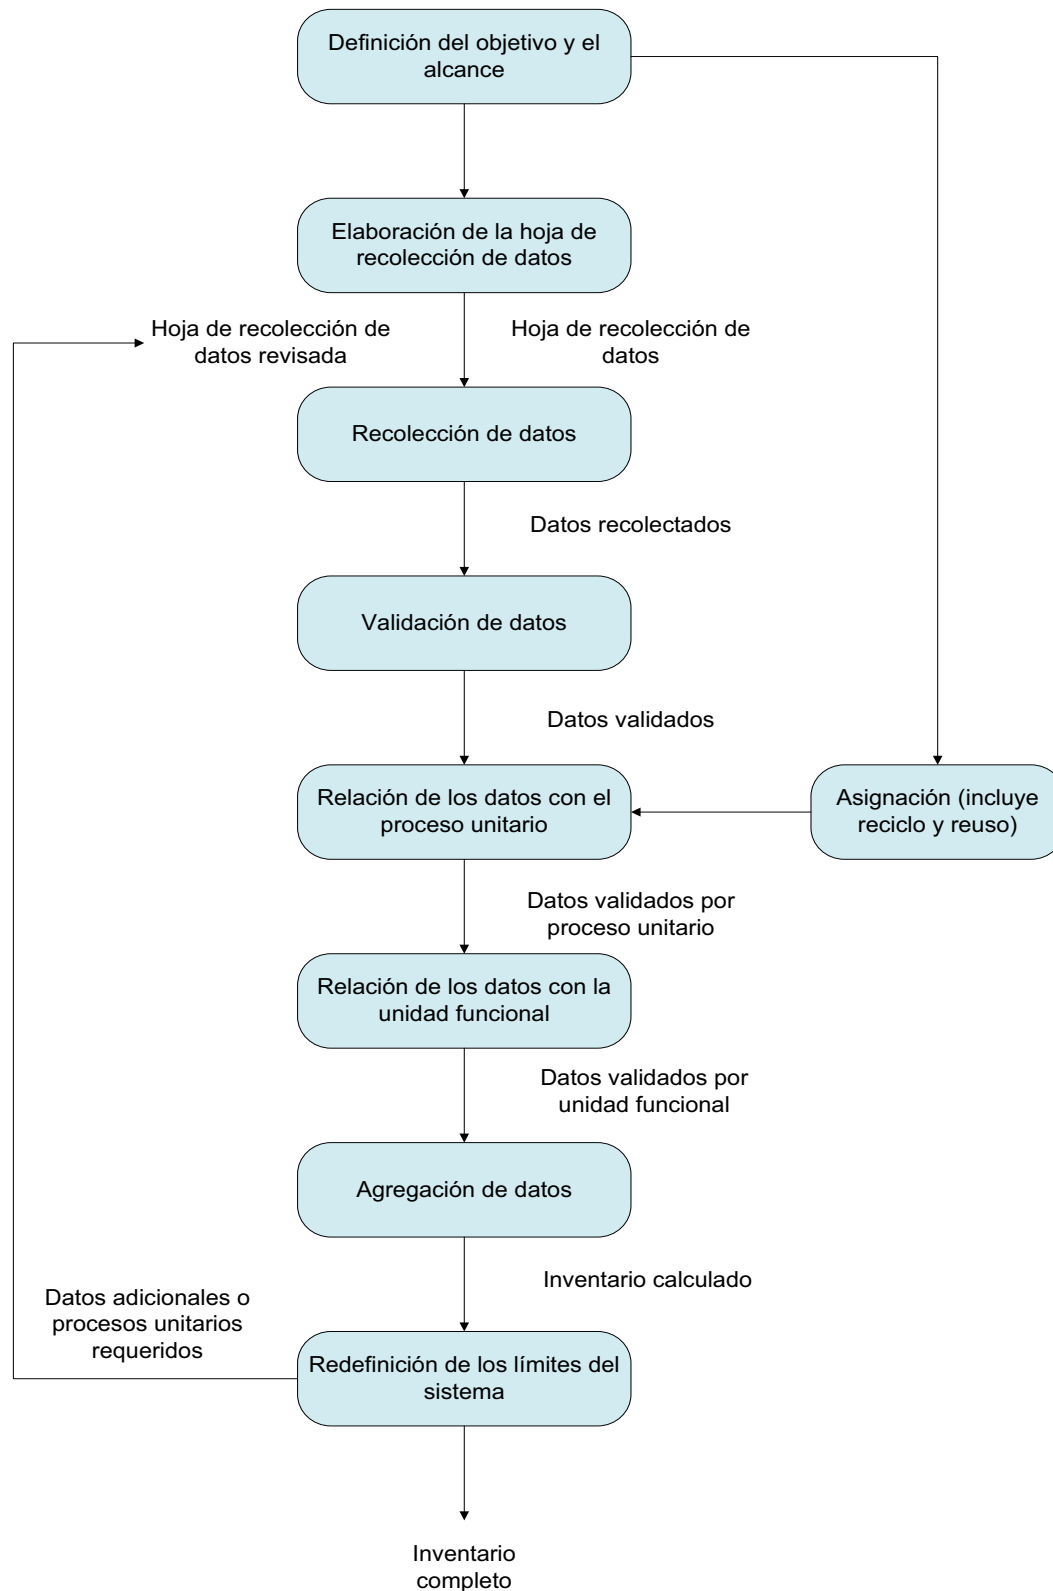 Definición del objetivo y el
alcance
Elaboración de la hoja de
recolección de datos
Hoja de recolección de
datos revisada
Hoja de recolección de
datos
Recolección de datos
Datos recolectados
Validación de datos
Datos validados
Relación de los datos con el
proceso unitario
Asignación (incluye
reciclo y reuso)
Datos validados por
proceso unitario
Relación de los datos con la
unidad funcional
Datos validados por
unidad funcional
Agregación de datos
Inventario calculado
Datos adicionales o
procesos unitarios
requeridos
Redefinición de los límites del
sistema
Inventario
completo